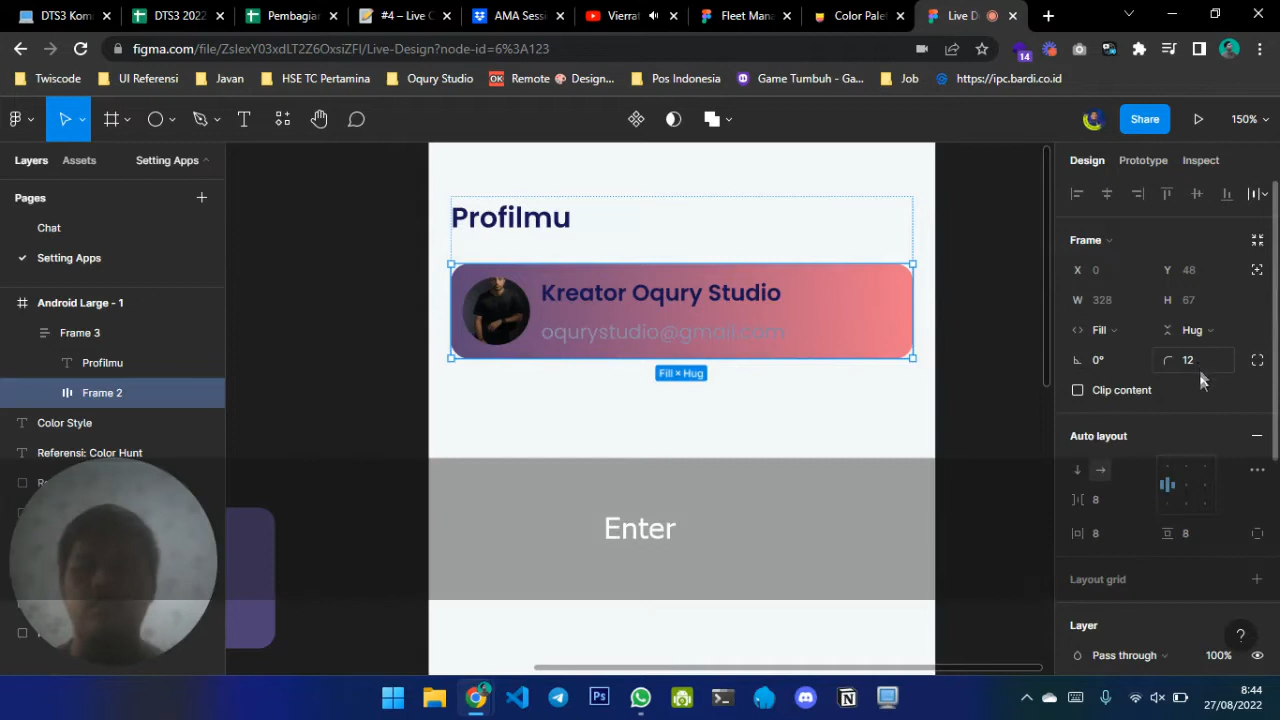 DTS3 Kom
DTS3 2022
Pembagian
#4 – Live C
AMA Sessi
Vierrat
Fleet Mana
Color Pale
Live D
figma.com/file/ZsIexY03xdLT2Z6OxsiZFI/Live-Design?node-id=6%3A123
14
Twiscode
UI Referensi
Javan
HSE TC Pertamina
Oqury Studio
OK Remote Design...
Pos Indonesia
Game Tumbuh - Ga...
Job
https://ipc.bardi.co.id
Share
150%
Layers
Assets
Setting Apps
Design
Prototype
Inspect
Pages
Chat
Setting Apps
Android Large - 1
Frame 3
Profilmu
Frame 2
Color Style
Referensi: Color Hunt
Profilmu
Kreator Oqury Studio
oqurystudio@gmail.com
Fill × Hug
Enter
Frame
X 0
Y 48
W 328
H 67
Fill
Hug
0°
12
Clip content
Auto layout
8
8
8
Layout grid
Layer
?
Pass through
100%
8:44
27/08/2022